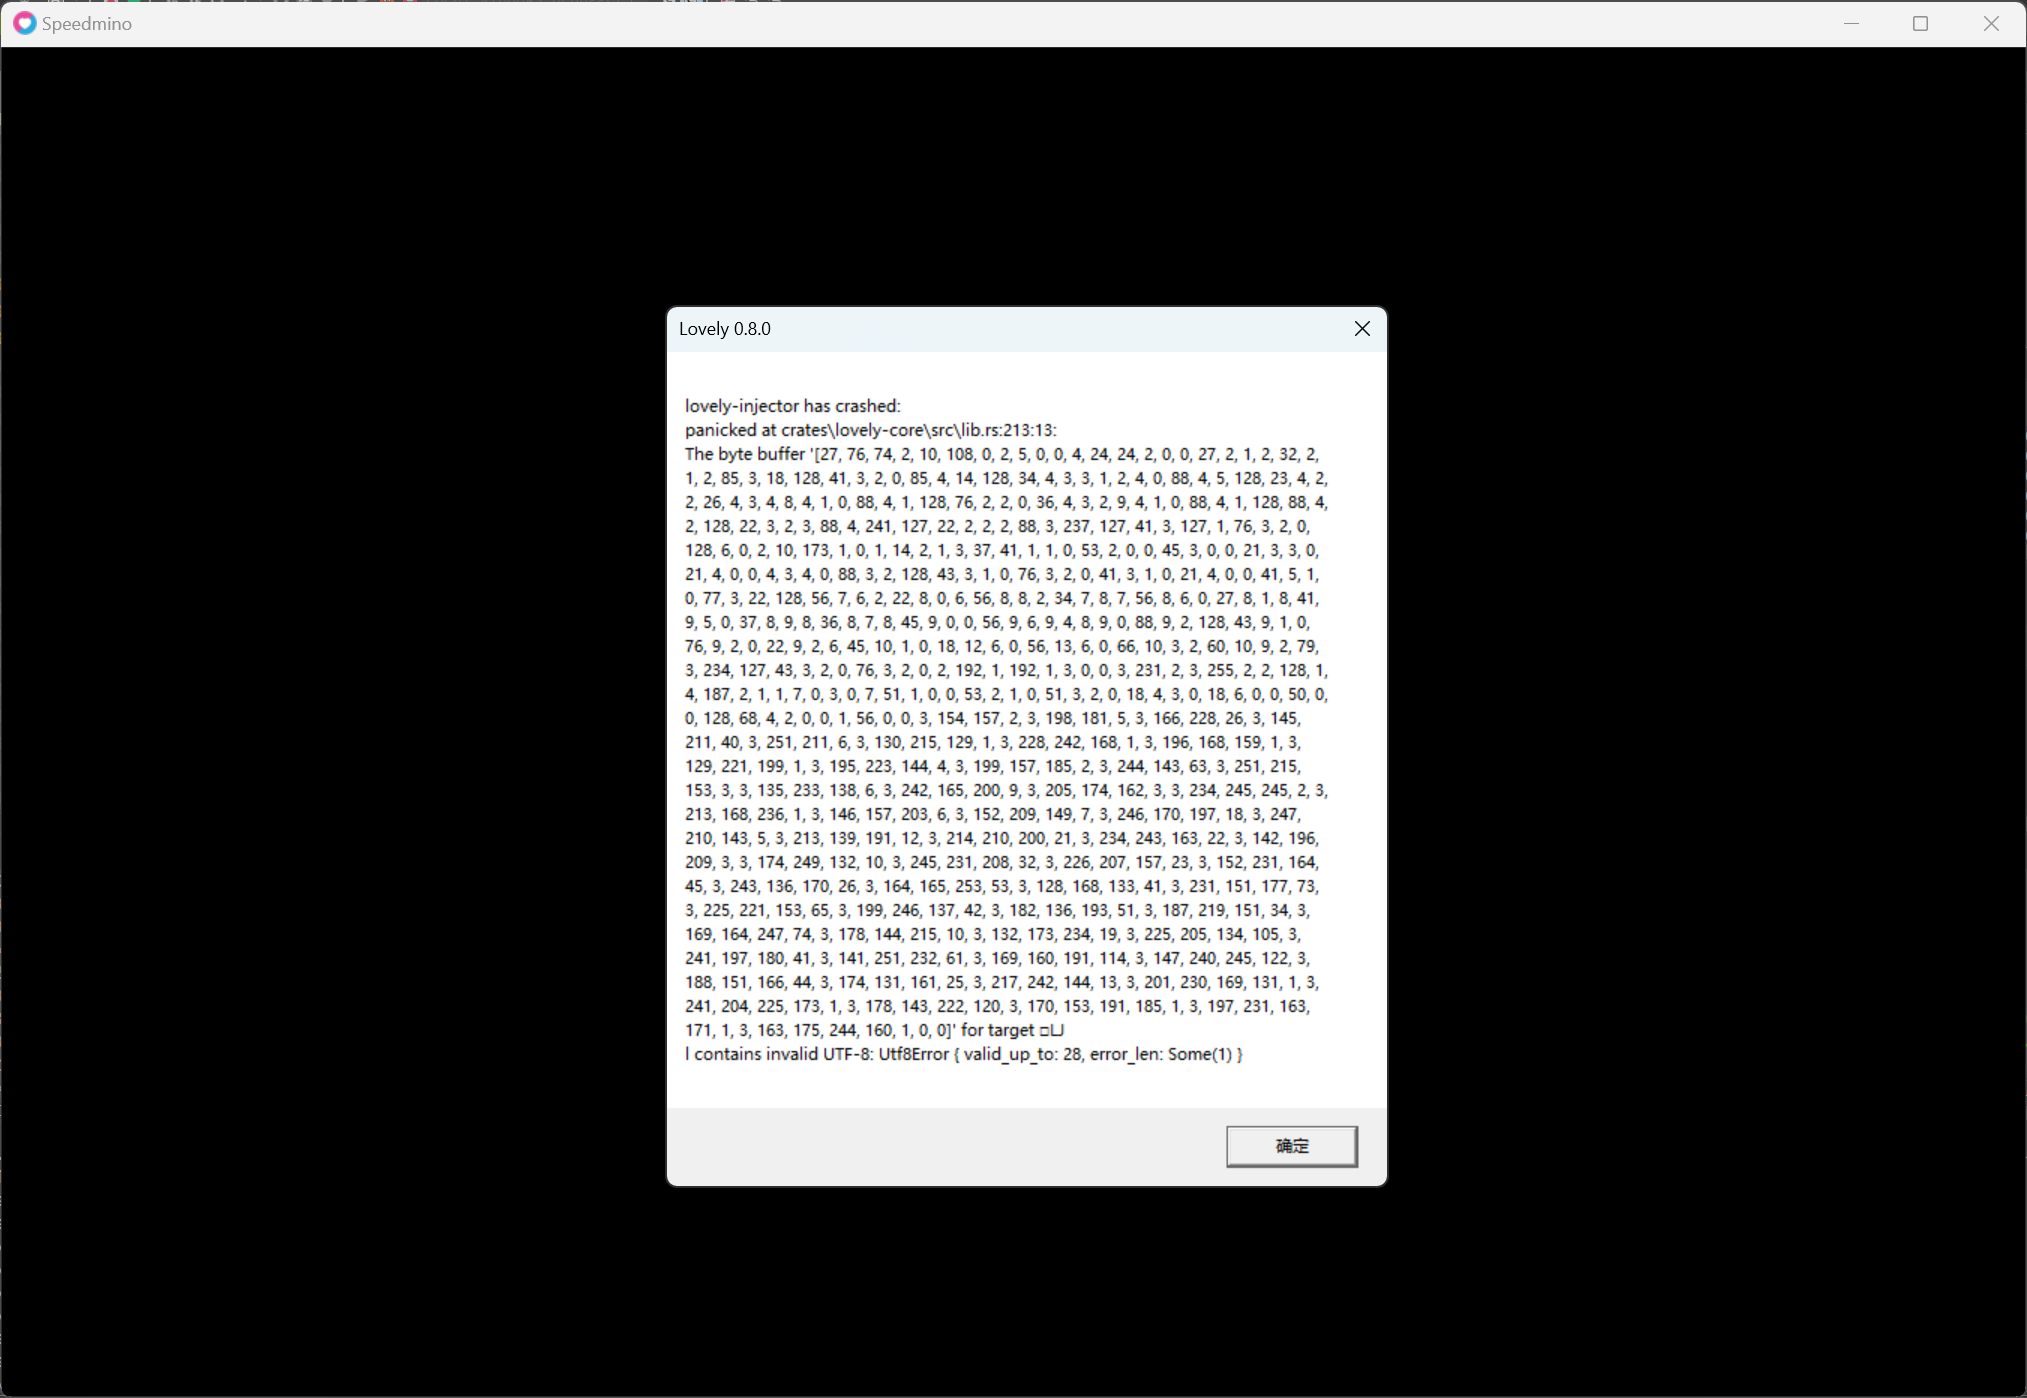 Speedmino
Lovely 0.8.0
lovely-injector has crashed:
panicked at crates\lovely-core\src\lib.rs:213:13:
The byte buffer '[27, 76, 74, 2, 10, 108, 0, 2, 5, 0, 0, 4, 24, 24, 2, 0, 0, 27, 2, 1, 2, 32, 2,
1, 2, 85, 3, 18, 128, 41, 3, 2, 0, 85, 4, 14, 128, 34, 4, 3, 3, 1, 2, 4, 0, 88, 4, 5, 128, 23, 4, 2,
2, 26, 4, 3, 4, 8, 4, 1, 0, 88, 4, 1, 128, 76, 2, 2, 0, 36, 4, 3, 2, 9, 4, 1, 0, 88, 4, 1, 128, 88, 4,
2, 128, 22, 3, 2, 3, 88, 4, 241, 127, 22, 2, 2, 2, 88, 3, 237, 127, 41, 3, 127, 1, 76, 3, 2, 0,
128, 6, 0, 2, 10, 173, 1, 0, 1, 14, 2, 1, 3, 37, 41, 1, 1, 0, 53, 2, 0, 0, 45, 3, 0, 0, 21, 3, 3, 0,
21, 4, 0, 0, 4, 3, 4, 0, 88, 3, 2, 128, 43, 3, 1, 0, 76, 3, 2, 0, 41, 3, 1, 0, 21, 4, 0, 0, 41, 5, 1,
0, 77, 3, 22, 128, 56, 7, 6, 2, 22, 8, 0, 6, 56, 8, 8, 2, 34, 7, 8, 7, 56, 8, 6, 0, 27, 8, 1, 8, 41,
9, 5, 0, 37, 8, 9, 8, 36, 8, 7, 8, 45, 9, 0, 0, 56, 9, 6, 9, 4, 8, 9, 0, 88, 9, 2, 128, 43, 9, 1, 0,
76, 9, 2, 0, 22, 9, 2, 6, 45, 10, 1, 0, 18, 12, 6, 0, 56, 13, 6, 0, 66, 10, 3, 2, 60, 10, 9, 2, 79,
3, 234, 127, 43, 3, 2, 0, 76, 3, 2, 0, 2, 192, 1, 192, 1, 3, 0, 0, 3, 231, 2, 3, 255, 2, 2, 128, 1,
4, 187, 2, 1, 1, 7, 0, 3, 0, 7, 51, 1, 0, 0, 53, 2, 1, 0, 51, 3, 2, 0, 18, 4, 3, 0, 18, 6, 0, 0, 50, 0,
0, 128, 68, 4, 2, 0, 0, 1, 56, 0, 0, 3, 154, 157, 2, 3, 198, 181, 5, 3, 166, 228, 26, 3, 145,
211, 40, 3, 251, 211, 6, 3, 130, 215, 129, 1, 3, 228, 242, 168, 1, 3, 196, 168, 159, 1, 3,
129, 221, 199, 1, 3, 195, 223, 144, 4, 3, 199, 157, 185, 2, 3, 244, 143, 63, 3, 251, 215,
153, 3, 3, 135, 233, 138, 6, 3, 242, 165, 200, 9, 3, 205, 174, 162, 3, 3, 234, 245, 245, 2, 3,
213, 168, 236, 1, 3, 146, 157, 203, 6, 3, 152, 209, 149, 7, 3, 246, 170, 197, 18, 3, 247,
210, 143, 5, 3, 213, 139, 191, 12, 3, 214, 210, 200, 21, 3, 234, 243, 163, 22, 3, 142, 196,
209, 3, 3, 174, 249, 132, 10, 3, 245, 231, 208, 32, 3, 226, 207, 157, 23, 3, 152, 231, 164,
45, 3, 243, 136, 170, 26, 3, 164, 165, 253, 53, 3, 128, 168, 133, 41, 3, 231, 151, 177, 73,
3, 225, 221, 153, 65, 3, 199, 246, 137, 42, 3, 182, 136, 193, 51, 3, 187, 219, 151, 34, 3,
169, 164, 247, 74, 3, 178, 144, 215, 10, 3, 132, 173, 234, 19, 3, 225, 205, 134, 105, 3,
241, 197, 180, 41, 3, 141, 251, 232, 61, 3, 169, 160, 191, 114, 3, 147, 240, 245, 122, 3,
188, 151, 166, 44, 3, 174, 131, 161, 25, 3, 217, 242, 144, 13, 3, 201, 230, 169, 131, 1, 3,
241, 204, 225, 173, 1, 3, 178, 143, 222, 120, 3, 170, 153, 191, 185, 1, 3, 197, 231, 163,
171, 1, 3, 163, 175, 244, 160, 1, 0, 0]' for target □LJ
l contains invalid UTF-8: Utf8Error { valid_up_to: 28, error_len: Some(1) }
确定